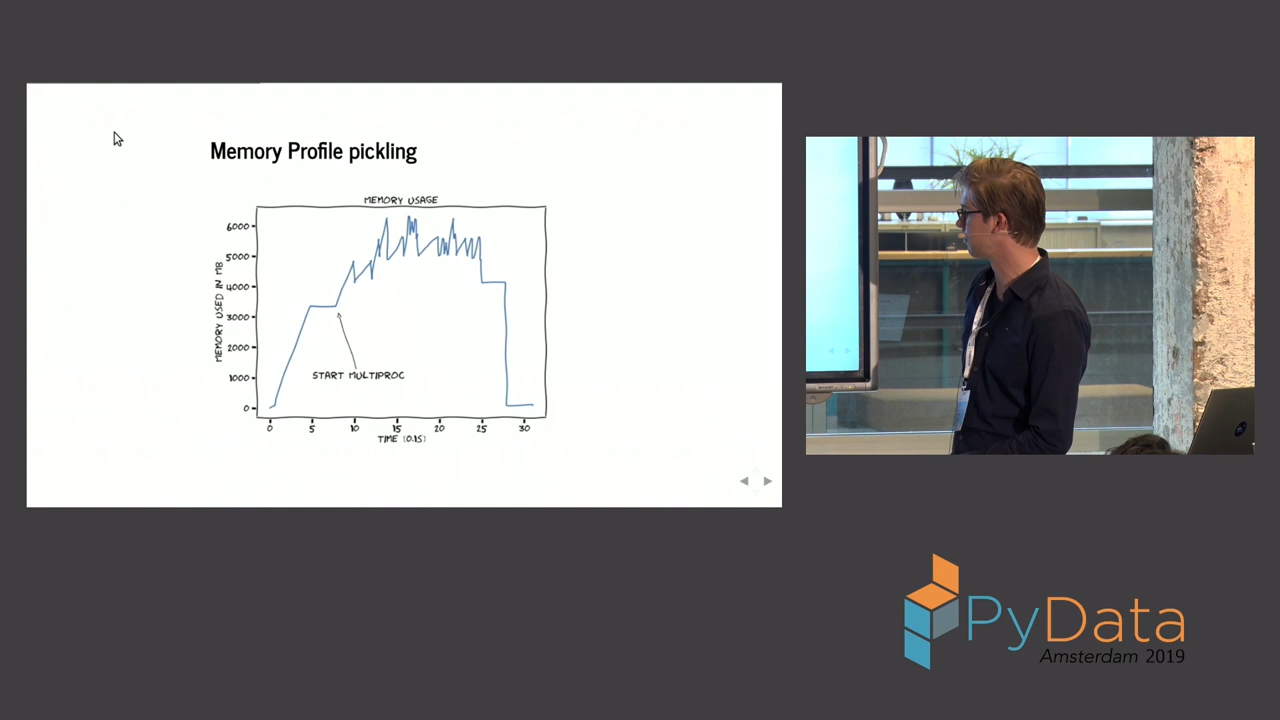 Memory Profile pickling
MEMORY USAGE
6000
5000
4000
3000
2000
1000
0
MEMORY USED IN MB
START MULTIPROC
0 5 10 15 20 25 30
TIME (0.1S)
PyData
Amsterdam 2019